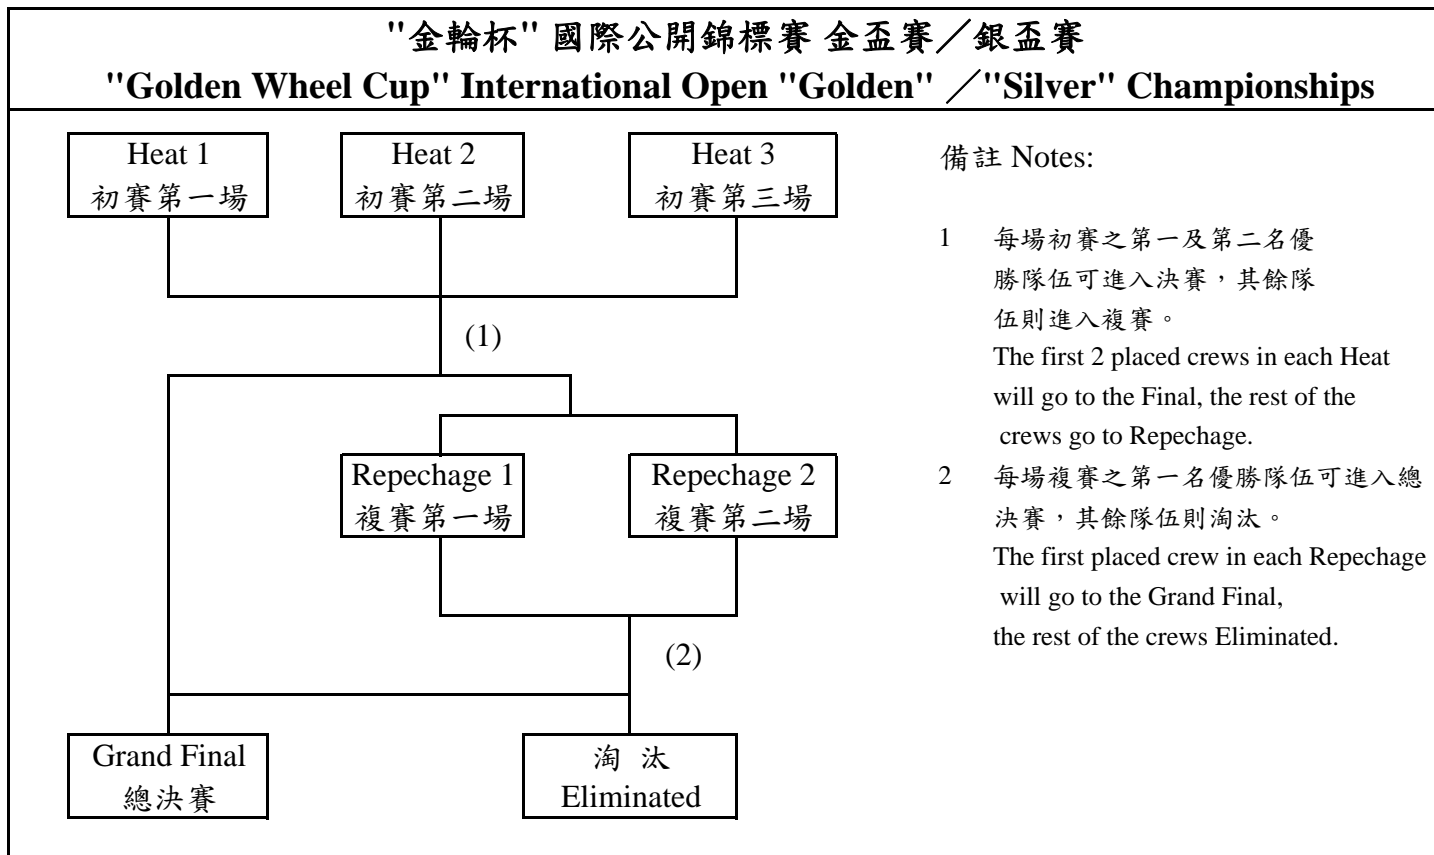 "金輪杯" 國際公開錦標賽 金盃賽／銀盃賽
"Golden Wheel Cup" International Open "Golden" ／"Silver" Championships
Heat 1
初賽第一場
Heat 2
初賽第二場
Heat 3
初賽第三場
(1)
Repechage 1
複賽第一場
Repechage 2
複賽第二場
(2)
Grand Final
總決賽
淘 汰
Eliminated
備註 Notes:
1 每場初賽之第一及第二名優
勝隊伍可進入決賽，其餘隊
伍則進入複賽。
The first 2 placed crews in each Heat
will go to the Final, the rest of the
crews go to Repechage.
2 每場複賽之第一名優勝隊伍可進入總
決賽，其餘隊伍則淘汰。
The first placed crew in each Repechage
will go to the Grand Final,
the rest of the crews Eliminated.